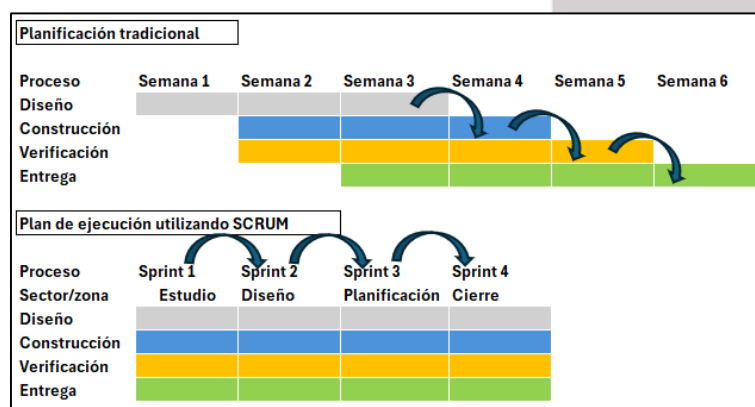 Planificación tradicional
Proceso Semana 1 Semana 2 Semana 3 Semana 4 Semana 5 Semana 6
Diseño
Construcción
Verificación
Entrega
Plan de ejecución utilizando SCRUM
Proceso Sprint 1 Sprint 2 Sprint 3 Sprint 4
Sector/zona Estudio Diseño Planificación Cierre
Diseño
Construcción
Verificación
Entrega